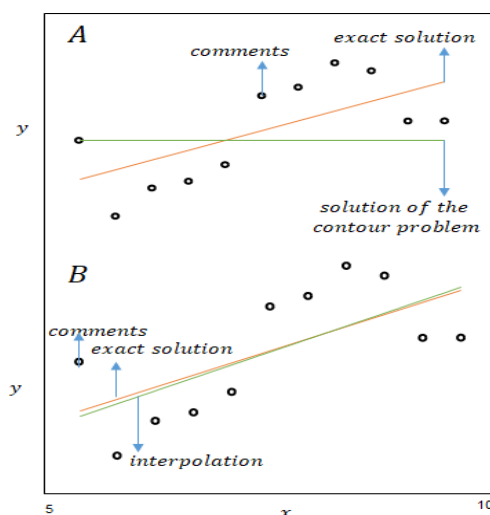 A
exact solution
comments
y
solution of the
contour problem
B
comments
exact solution
y
interpolation
5
10
x